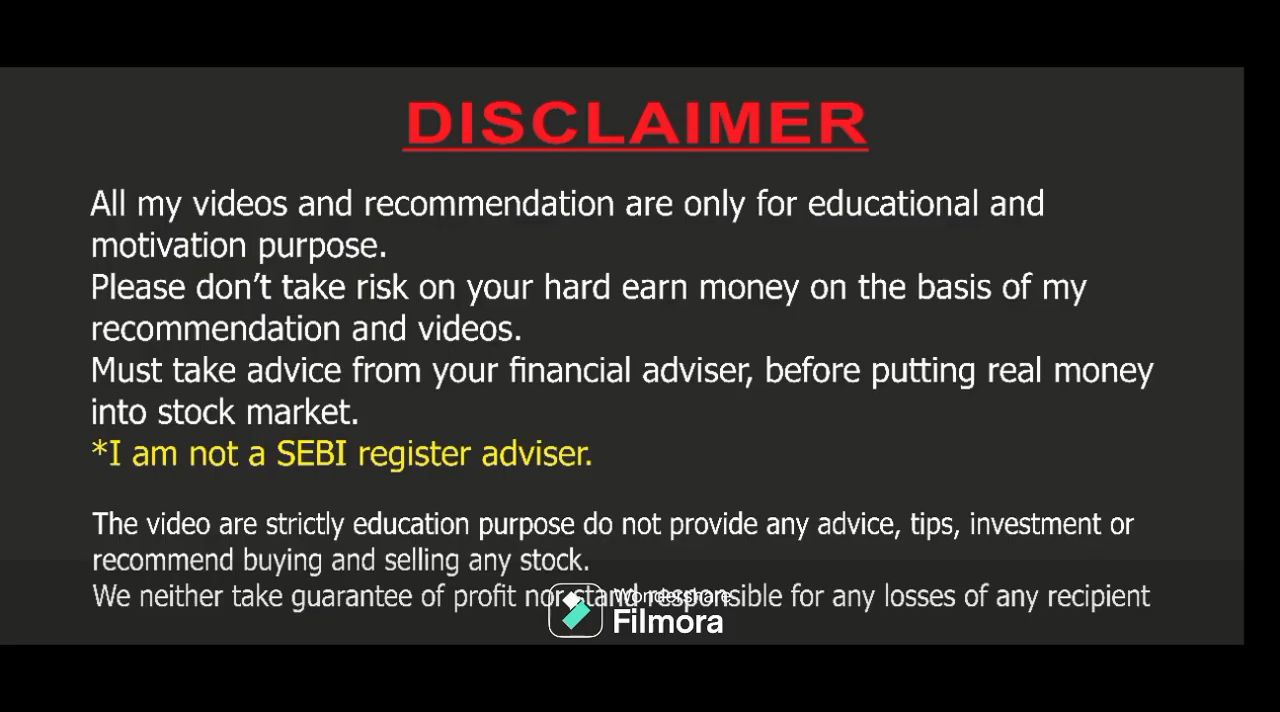 DISCLAIMER
All my videos and recommendation are only for educational and
motivation purpose.
Please don’t take risk on your hard earn money on the basis of my
recommendation and videos.
Must take advice from your financial adviser, before putting real money
into stock market.
*I am not a SEBI register adviser.
The video are strictly education purpose do not provide any advice, tips, investment or
recommend buying and selling any stock.
We neither take guarantee of profit nor stand responsible for any losses of any recipient
Wondershare
Filmora